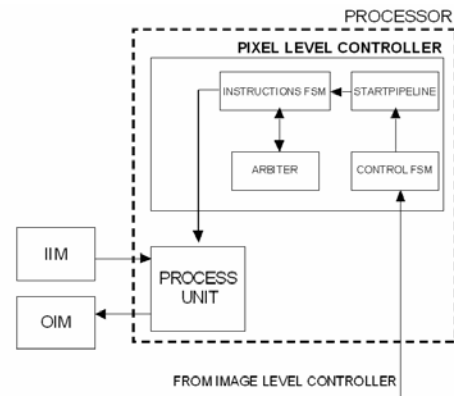 PROCESSOR
PIXEL LEVEL CONTROLLER
INSTRUCTIONS FSM
STARTPIPELINE
ARBITER
CONTROL FSM
IIM
PROCESS
UNIT
OIM
FROM IMAGE LEVEL CONTROLLER